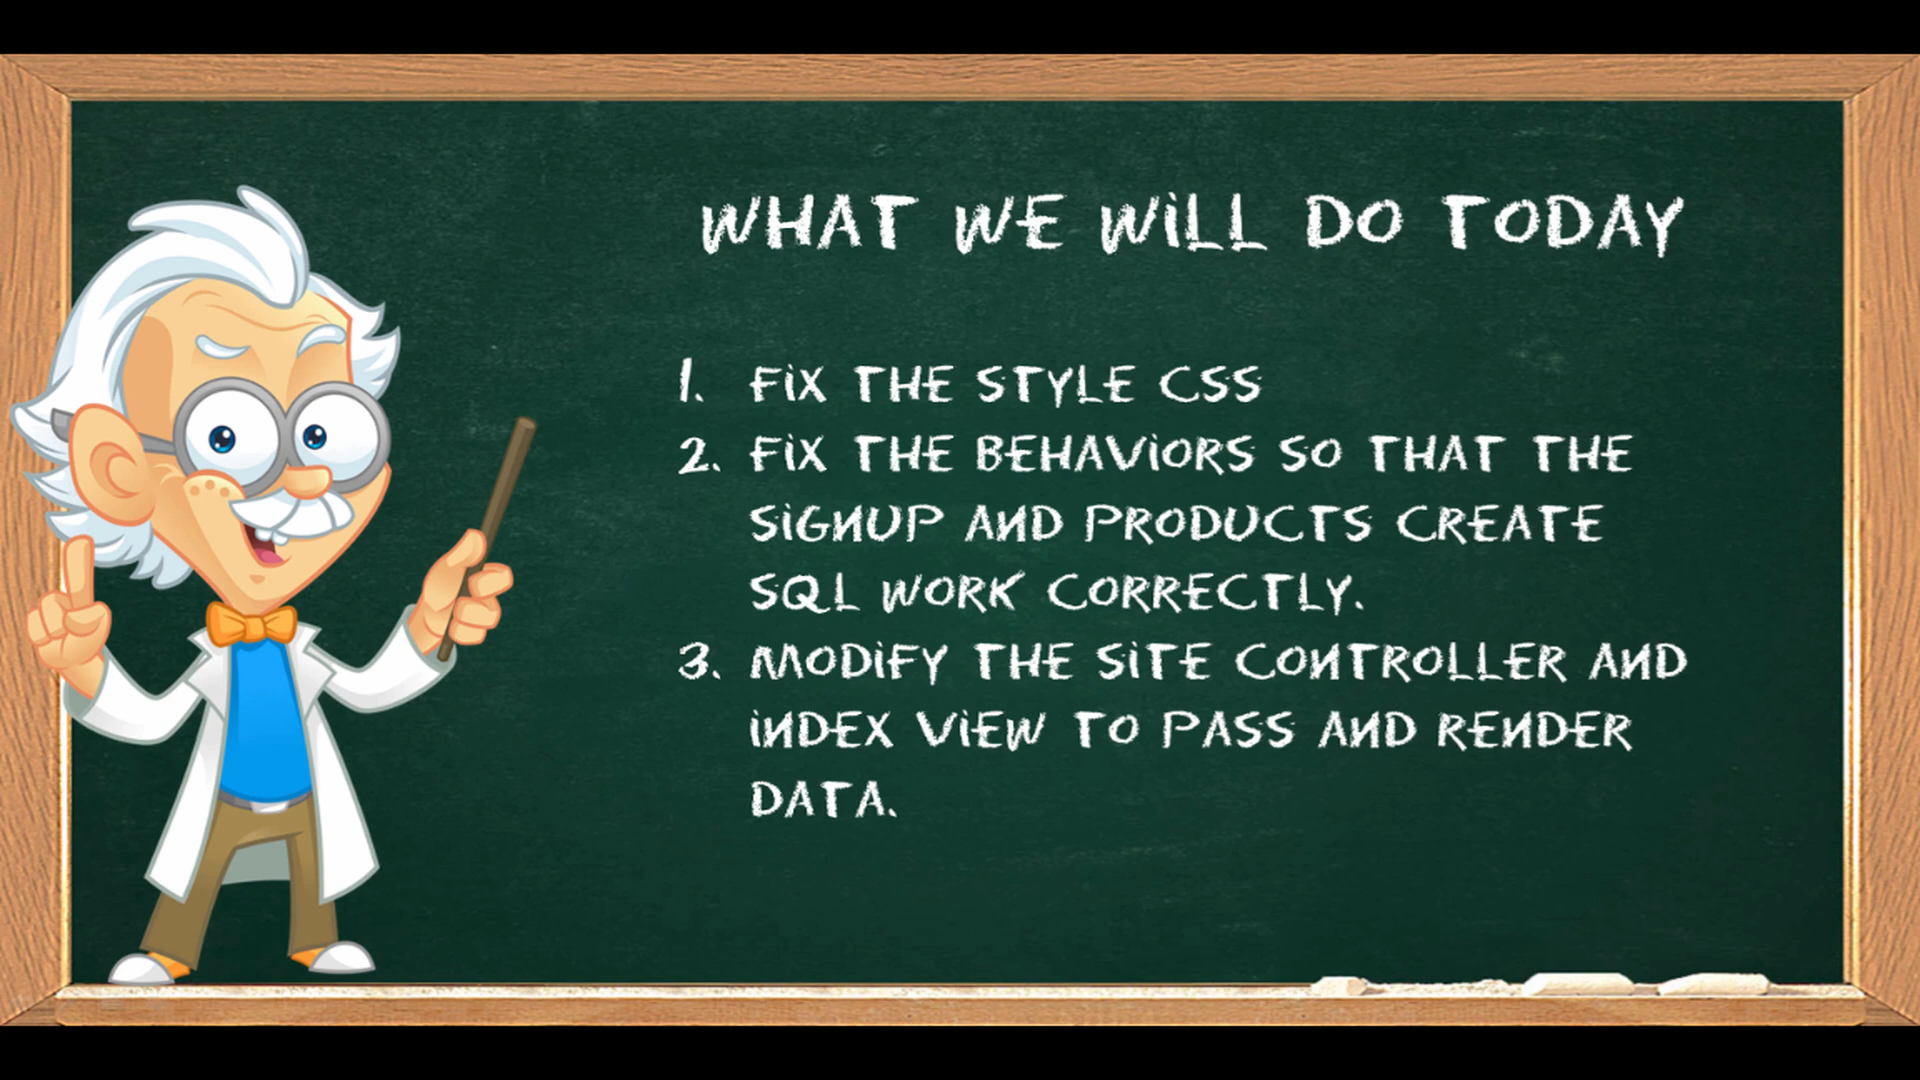 WHAT WE WILL DO TODAY
1. FIX THE STYLE CSS
2. FIX THE BEHAVIORS SO THAT THE
SIGNUP AND PRODUCTS CREATE
SQL WORK CORRECTLY.
3. MODIFY THE SITE CONTROLLER AND
INDEX VIEW TO PASS AND RENDER
DATA.